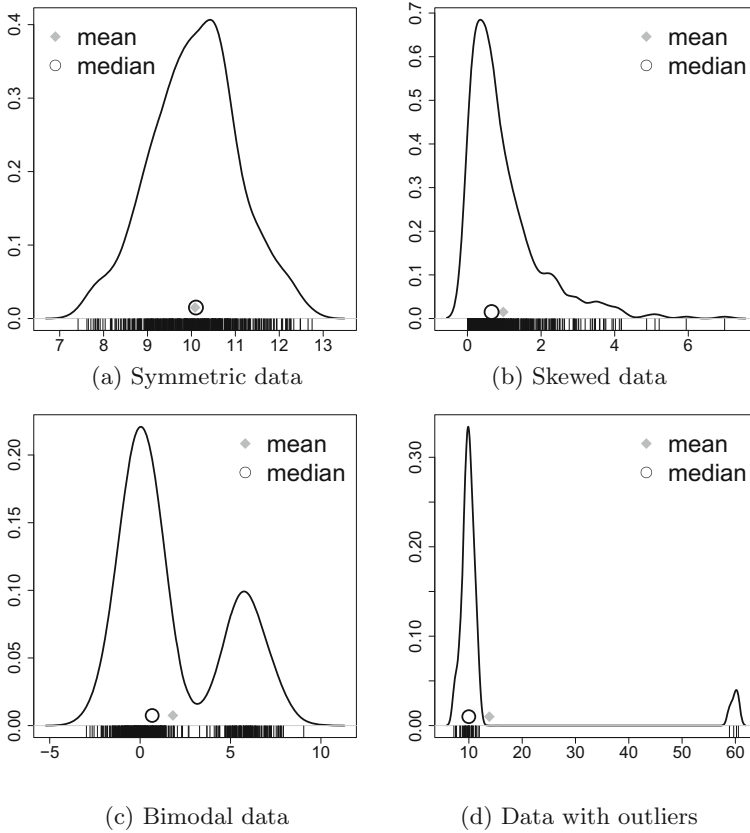 mean
median
0.0 0.1 0.2 0.3 0.4
7 8 9 10 11 12 13
(a) Symmetric data
mean
median
0.0 0.1 0.2 0.3 0.4 0.5 0.6 0.7
0 2 4 6
(b) Skewed data
mean
median
0.00 0.05 0.10 0.15 0.20
−5 0 5 10
(c) Bimodal data
mean
median
0.00 0.10 0.20 0.30
10 20 30 40 50 60
(d) Data with outliers